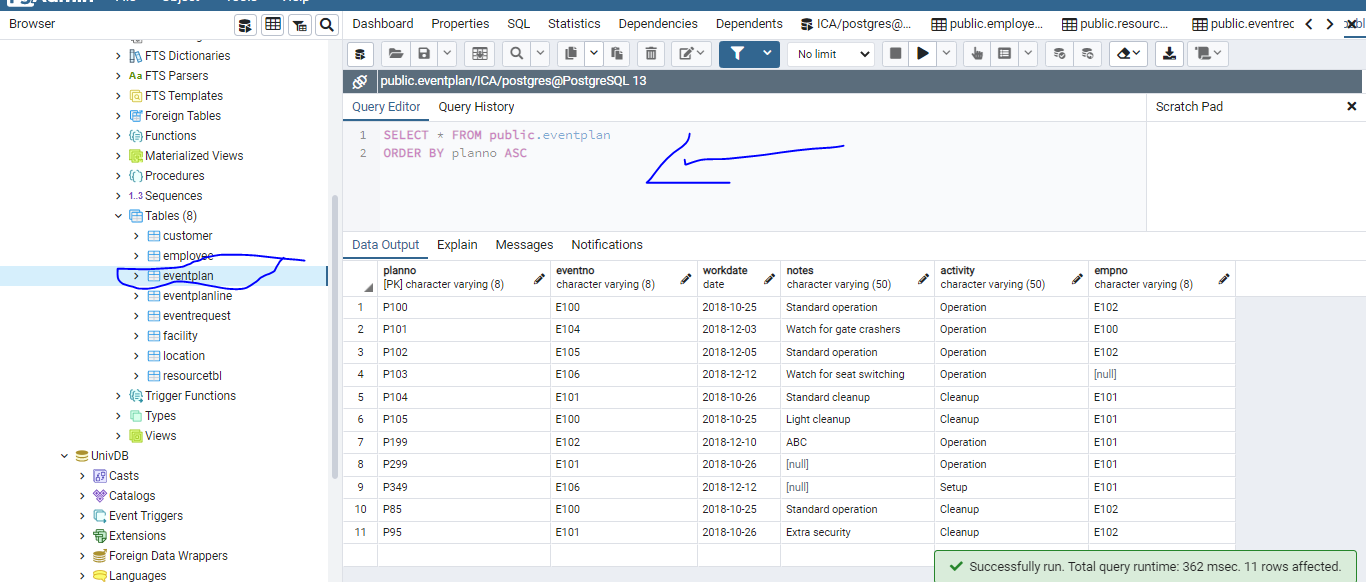 Browser
Dashboard Properties SQL Statistics Dependencies Dependents ICA/postgres@... public.employe... public.resourc... public.eventrec
FTS Dictionaries
FTS Parsers
FTS Templates
Foreign Tables
Functions
Materialized Views
Procedures
1..3 Sequences
Tables (8)
customer
employee
eventplan
eventplanline
eventrequest
facility
location
resourcetbl
Trigger Functions
Types
Views
UnivDB
Casts
Catalogs
Event Triggers
Extensions
Foreign Data Wrappers
Languages
No limit
public.eventplan/ICA/postgres@PostgreSQL 13
Query Editor Query History
Scratch Pad
1 SELECT * FROM public.eventplan
2 ORDER BY planno ASC
Data Output Explain Messages Notifications
planno eventno workdate notes activity empno
[PK] character varying (8) character varying (8) date character varying (50) character varying (50) character varying (8)
1 P100 E100 2018-10-25 Standard operation Operation E102
2 P101 E104 2018-12-03 Watch for gate crashers Operation E100
3 P102 E105 2018-12-05 Standard operation Operation E102
4 P103 E106 2018-12-12 Watch for seat switching Operation [null]
5 P104 E101 2018-10-26 Standard cleanup Cleanup E101
6 P105 E100 2018-10-25 Light cleanup Cleanup E101
7 P199 E102 2018-12-10 ABC Operation E101
8 P299 E101 2018-10-26 [null] Operation E101
9 P349 E106 2018-12-12 [null] Setup E101
10 P85 E100 2018-10-25 Standard operation Cleanup E102
11 P95 E101 2018-10-26 Extra security Cleanup E102
Successfully run. Total query runtime: 362 msec. 11 rows affected.